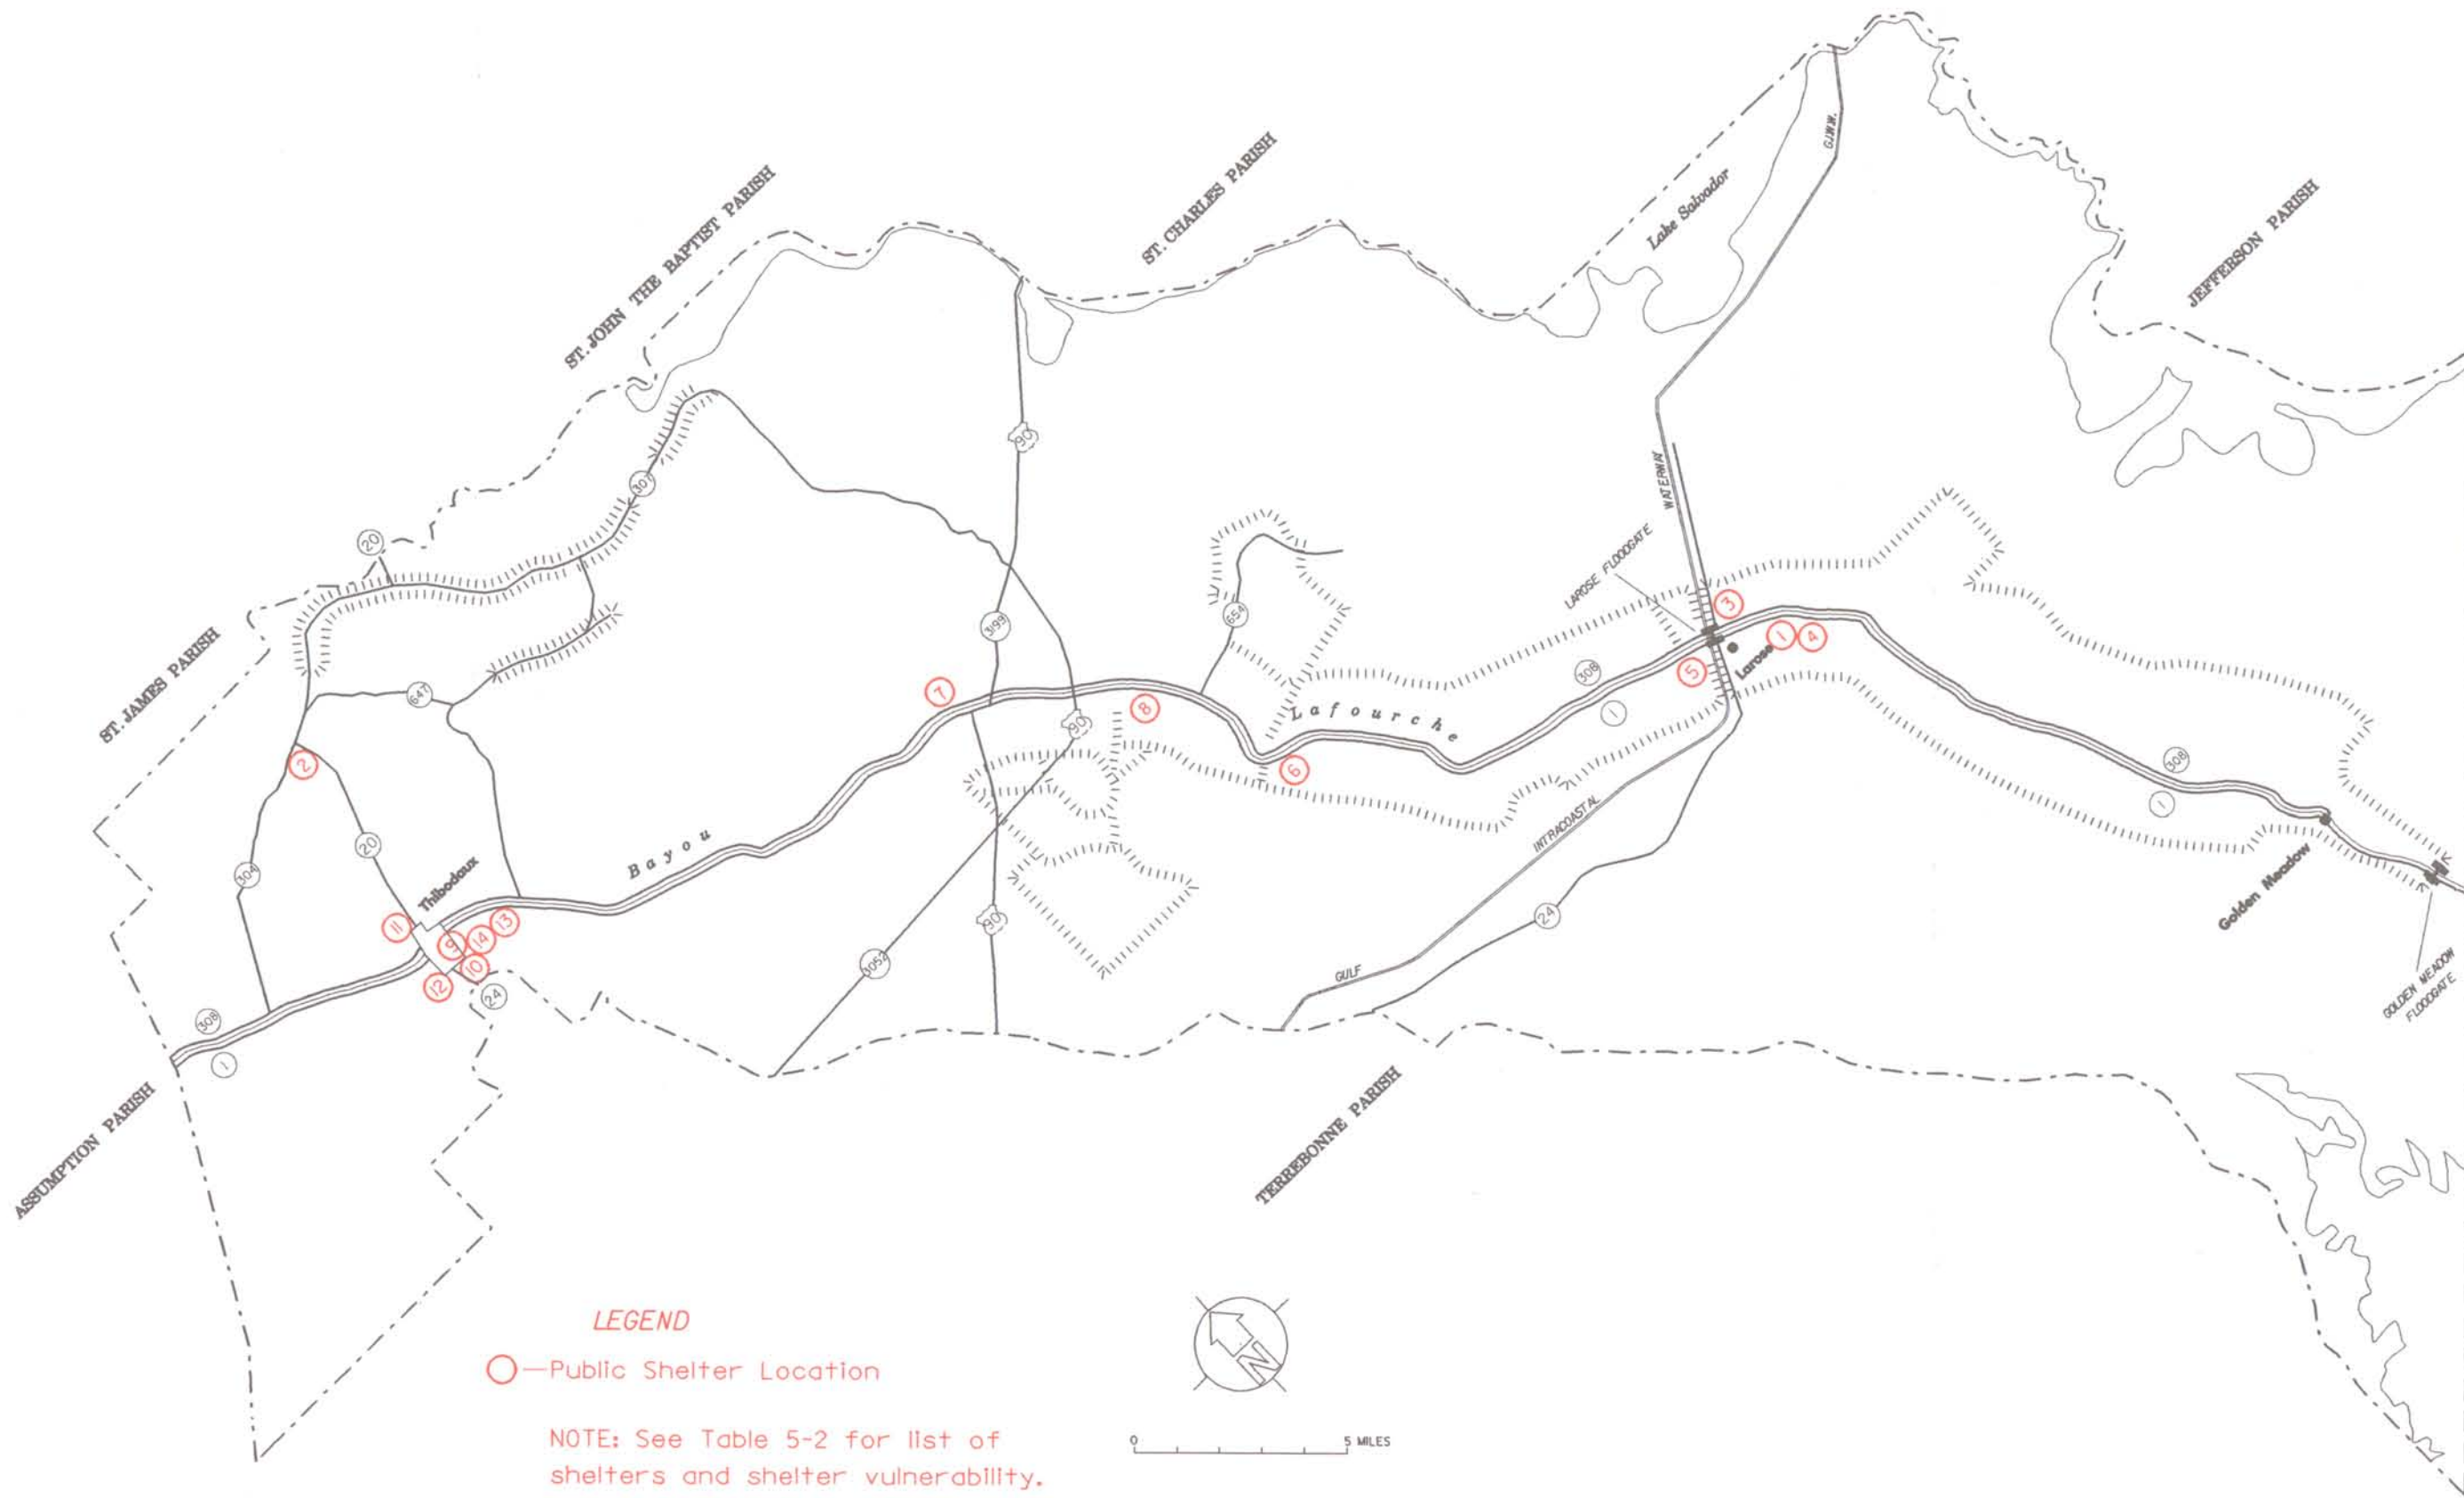 G.I.W.W.
ST. JOHN THE BAPTIST PARISH
ST. CHARLES PARISH
Lake Salvador
JEFFERSON PARISH
90
307
WATERWAY
20
LAROSE FLOODGATE
3199
654
3
1
4
Larose
5
308
1
ST. JAMES PARISH
647
7
8
90
Lafourche
2
6
308
1
20
304
Bayou
Thibodaux
INTRACOASTAL
Golden Meadow
11
9
14
13
10
12
24
90
3052
24
GULF
GOLDEN MEADOW
FLOODGATE
308
1
ASSUMPTION PARISH
TERREBONNE PARISH
LEGEND
Public Shelter Location
N
NOTE: See Table 5-2 for list of
shelters and shelter vulnerability.
0 5 MILES